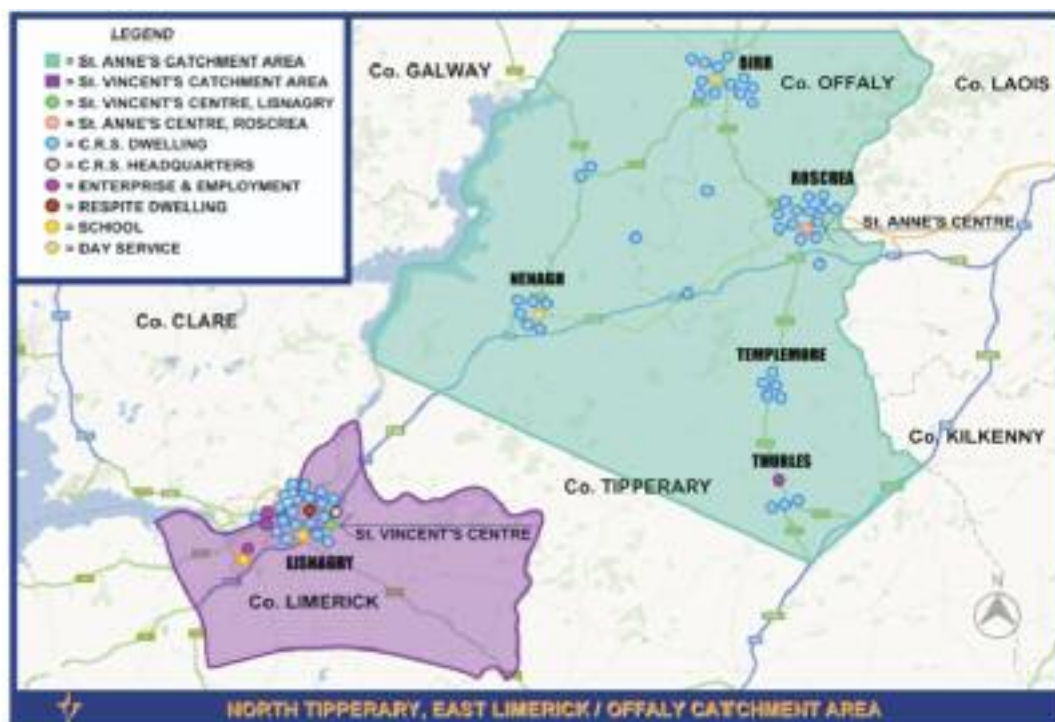 LEGEND
= St. ANNE'S CATCHMENT AREA
= St. VINCENT'S CATCHMENT AREA
= St. VINCENT'S CENTRE, LISNAGRY
= St. ANNE'S CENTRE, ROSCREA
= C.R.S. DWELLING
= C.R.S. HEADQUARTERS
= ENTERPRISE & EMPLOYMENT
= RESPITE DWELLING
= SCHOOL
= DAY SERVICE
Co. GALWAY
BIRR
Co. OFFALY
Co. LAOIS
ROSCREA
St. ANNE'S CENTRE
NENAGH
Co. CLARE
TEMPLEMORE
Co. KILKENNY
THURLES
Co. TIPPERARY
St. VINCENT'S CENTRE
LISNAGRY
Co. LIMERICK
N
NORTH TIPPERARY, EAST LIMERICK / OFFALY CATCHMENT AREA